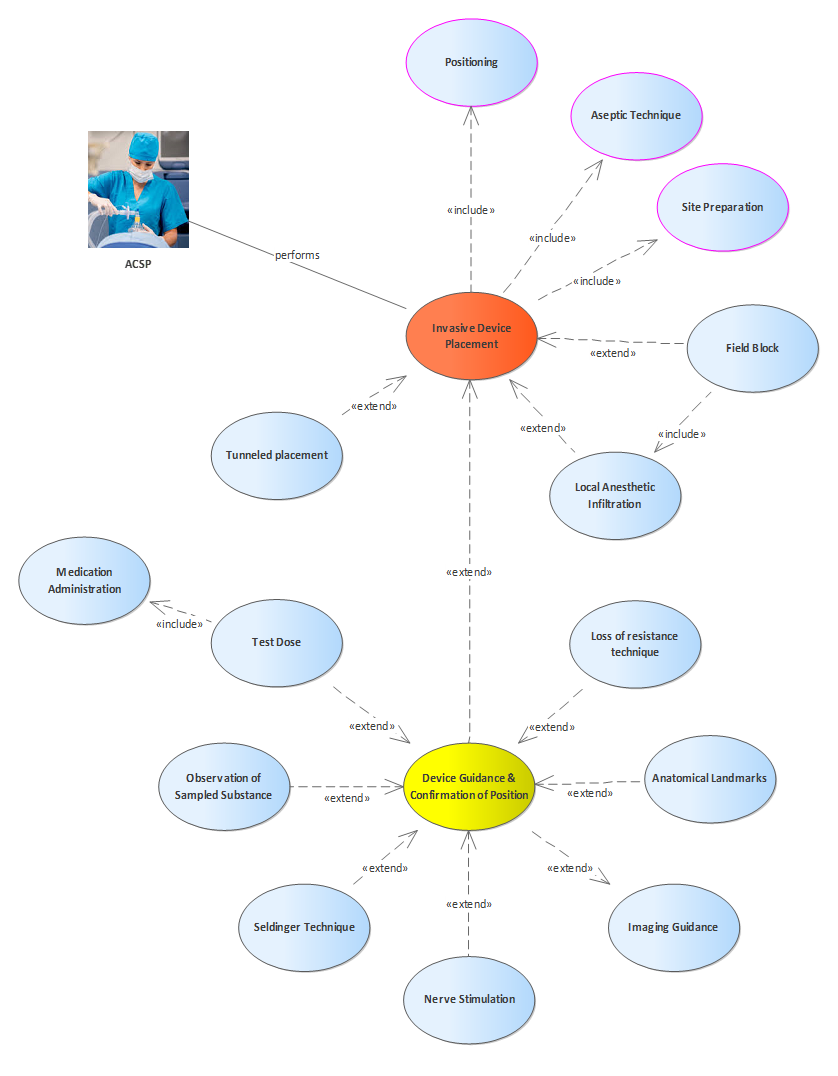 Positioning
Aseptic Technique
Site Preparation
«include»
«include»
«include»
performs
ACSP
Invasive Device
Placement
Field Block
«extend»
«extend»
Tunneled placement
«extend»
«include»
Local Anesthetic
Infiltration
Medication
Administration
«extend»
«include»
Test Dose
Loss of resistance
technique
«extend»
«extend»
Observation of
Sampled Substance
«extend»
Device Guidance &
Confirmation of Position
«extend»
Anatomical Landmarks
«extend»
«extend»
«extend»
Seldinger Technique
Imaging Guidance
Nerve Stimulation